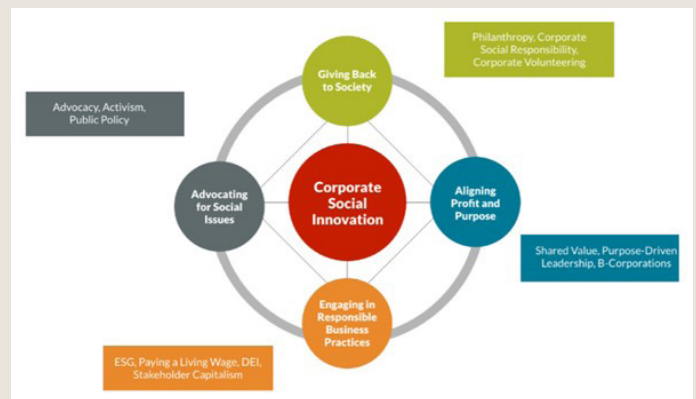 Philanthropy, Corporate
Social Responsibility,
Corporate Volunteering
Giving Back
to Society
Advocacy, Activism,
Public Policy
Advocating
for Social
Issues
Corporate
Social
Innovation
Aligning
Profit and
Purpose
Shared Value, Purpose-Driven
Leadership, B-Corporations
Engaging in
Responsible
Business
Practices
ESG, Paying a Living Wage, DEI,
Stakeholder Capitalism